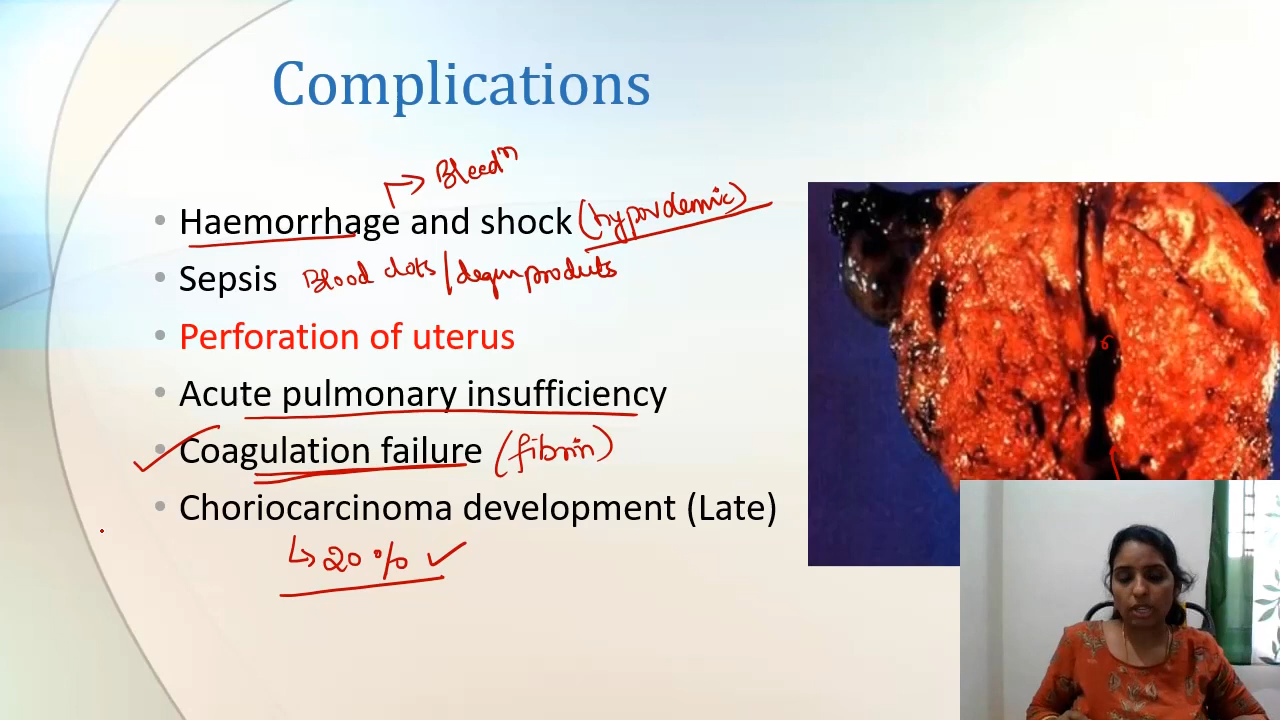 Complications
Bleedn
• Haemorrhage and shock (hypovolemic)
• Sepsis Blood clots/degen products
• Perforation of uterus
• Acute pulmonary insufficiency
• Coagulation failure (fibrin)
• Choriocarcinoma development (Late)
↳ 20% ✓